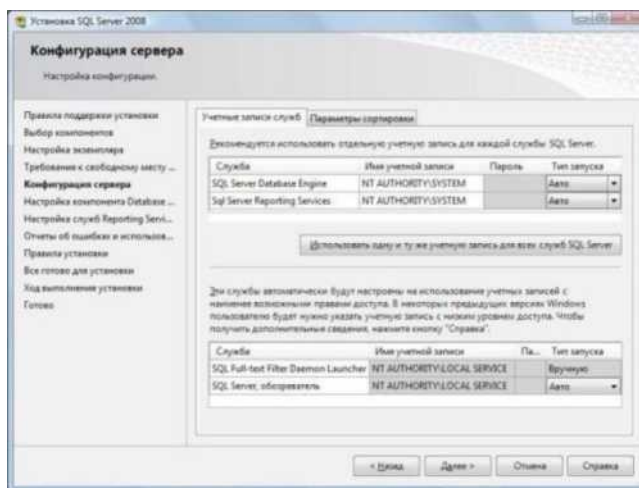 Установка SQL Server 2008
Конфигурация сервера
Настройка конфигурации.
Правила поддержки установки
Выбор компонентов
Настройка экземпляра
Требования к свободному месту ...
Конфигурация сервера
Настройка компонента Database ...
Настройка служб Reporting Servi...
Отчеты об ошибках и использов...
Правила установки
Все готово для установки
Ход выполнения установки
Готово
Учетные записи служб Параметры сортировки
Рекомендуется использовать отдельную учетную запись для каждой службы SQL Server.
Служба Имя учетной записи Пароль Тип запуска
SQL Server Database Engine NT AUTHORITY\SYSTEM Авто
Sql Server Reporting Services NT AUTHORITY\SYSTEM Авто
Использовать одну и ту же учетную запись для всех служб SQL Server
Эти службы автоматически будут настроены на использование учетных записей с
наименее возможными правами доступа. В некоторых предыдущих версиях Windows
пользователю будет нужно указать учетную запись с низким уровнем доступа. Чтобы
получить дополнительные сведения, нажмите кнопку "Справка".
Служба Имя учетной записи Па... Тип запуска
SQL Full-text Filter Daemon Launcher NT AUTHORITY\LOCAL SERVICE Вручную
SQL Server, обозреватель NT AUTHORITY\LOCAL SERVICE Авто
< Назад Далее > Отмена Справка